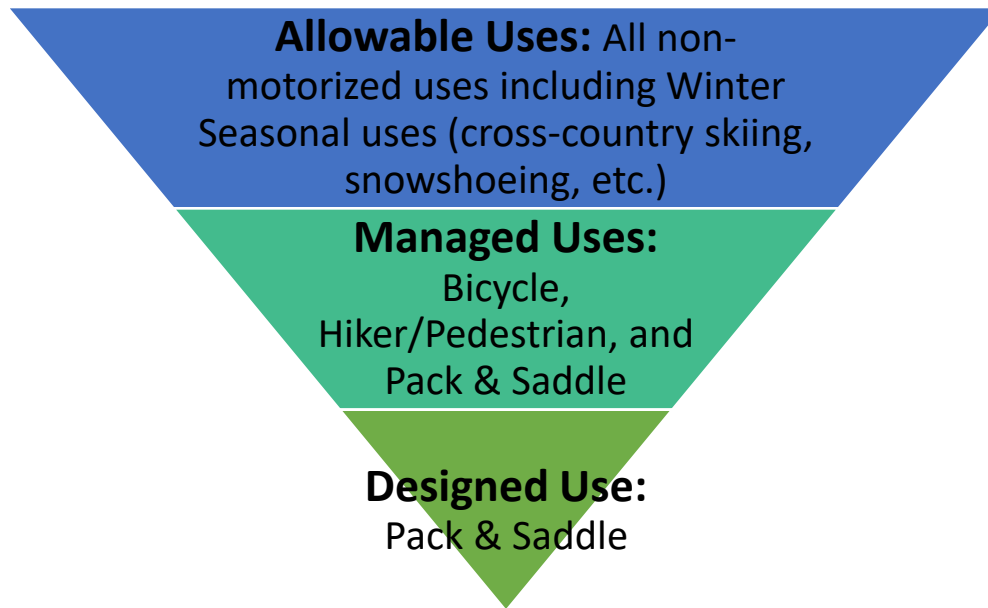 Allowable Uses: All non-
motorized uses including Winter
Seasonal uses (cross-country skiing,
snowshoeing, etc.)
Managed Uses:
Bicycle,
Hiker/Pedestrian, and
Pack & Saddle
Designed Use:
Pack & Saddle